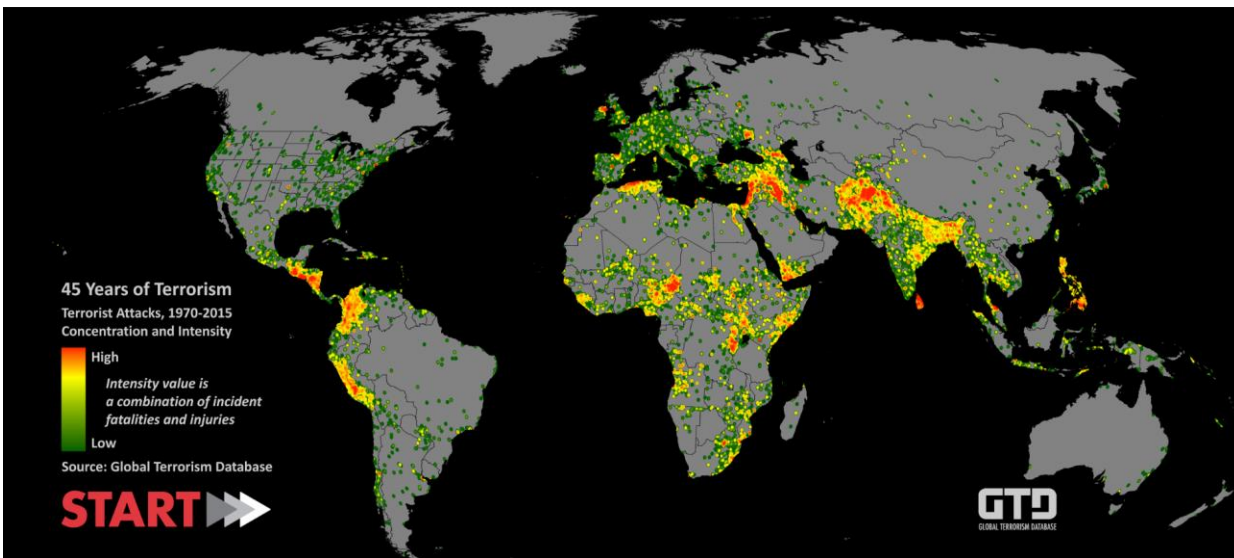 45 Years of Terrorism
Terrorist Attacks, 1970-2015
Concentration and Intensity
High
Intensity value is
a combination of incident
fatalities and injuries
Low
Source: Global Terrorism Database
START
GTD
GLOBAL TERRORISM DATABASE